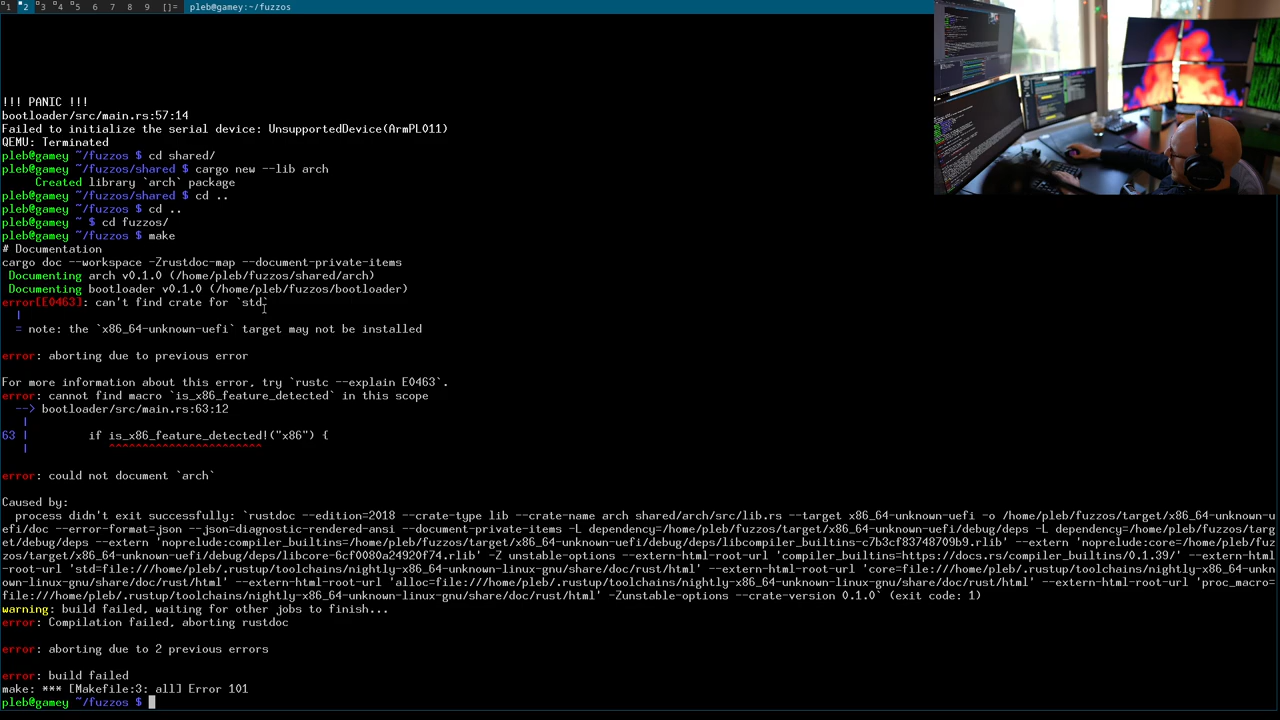 1 2 3 4 5 6 7 8 9 []= pleb@gamey:~/fuzzos
!!! PANIC !!!
bootloader/src/main.rs:57:14
Failed to initialize the serial device: UnsupportedDevice(ArmPL011)
QEMU: Terminated
pleb@gamey ~/fuzzos $ cd shared/
pleb@gamey ~/fuzzos/shared $ cargo new --lib arch
Created library `arch` package
pleb@gamey ~/fuzzos/shared $ cd ..
pleb@gamey ~/fuzzos $ cd ..
pleb@gamey ~ $ cd fuzzos/
pleb@gamey ~/fuzzos $ make
# Documentation
cargo doc --workspace -Zrustdoc-map --document-private-items
Documenting arch v0.1.0 (/home/pleb/fuzzos/shared/arch)
Documenting bootloader v0.1.0 (/home/pleb/fuzzos/bootloader)
error[E0463]: can't find crate for `std`
|
= note: the `x86_64-unknown-uefi` target may not be installed
error: aborting due to previous error
For more information about this error, try `rustc --explain E0463`.
error: cannot find macro `is_x86_feature_detected` in this scope
--> bootloader/src/main.rs:63:12
|
63 | if is_x86_feature_detected!("x86") {
| ^^^^^^^^^^^^^^^^^^^^^^^
error: could not document `arch`
Caused by:
process didn't exit successfully: `rustdoc --edition=2018 --crate-type lib --crate-name arch shared/arch/src/lib.rs --target x86_64-unknown-uefi -o /home/pleb/fuzzos/target/x86_64-unknown-u
efi/doc --error-format=json --json=diagnostic-rendered-ansi --document-private-items -L dependency=/home/pleb/fuzzos/target/x86_64-unknown-uefi/debug/deps -L dependency=/home/pleb/fuzzos/targ
et/debug/deps --extern 'noprelude:compiler_builtins=/home/pleb/fuzzos/target/x86_64-unknown-uefi/debug/deps/libcompiler_builtins-c7b3cf83748709b9.rlib' --extern 'noprelude:core=/home/pleb/fuz
zos/target/x86_64-unknown-uefi/debug/deps/libcore-6cf0080a24920f74.rlib' -Z unstable-options --extern-html-root-url 'compiler_builtins=https://docs.rs/compiler_builtins/0.1.39/' --extern-html
-root-url 'std=file:///home/pleb/.rustup/toolchains/nightly-x86_64-unknown-linux-gnu/share/doc/rust/html' --extern-html-root-url 'core=file:///home/pleb/.rustup/toolchains/nightly-x86_64-unkn
own-linux-gnu/share/doc/rust/html' --extern-html-root-url 'alloc=file:///home/pleb/.rustup/toolchains/nightly-x86_64-unknown-linux-gnu/share/doc/rust/html' --extern-html-root-url 'proc_macro=
file:///home/pleb/.rustup/toolchains/nightly-x86_64-unknown-linux-gnu/share/doc/rust/html' -Zunstable-options --crate-version 0.1.0` (exit code: 1)
warning: build failed, waiting for other jobs to finish...
error: Compilation failed, aborting rustdoc
error: aborting due to 2 previous errors
error: build failed
make: *** [Makefile:3: all] Error 101
pleb@gamey ~/fuzzos $